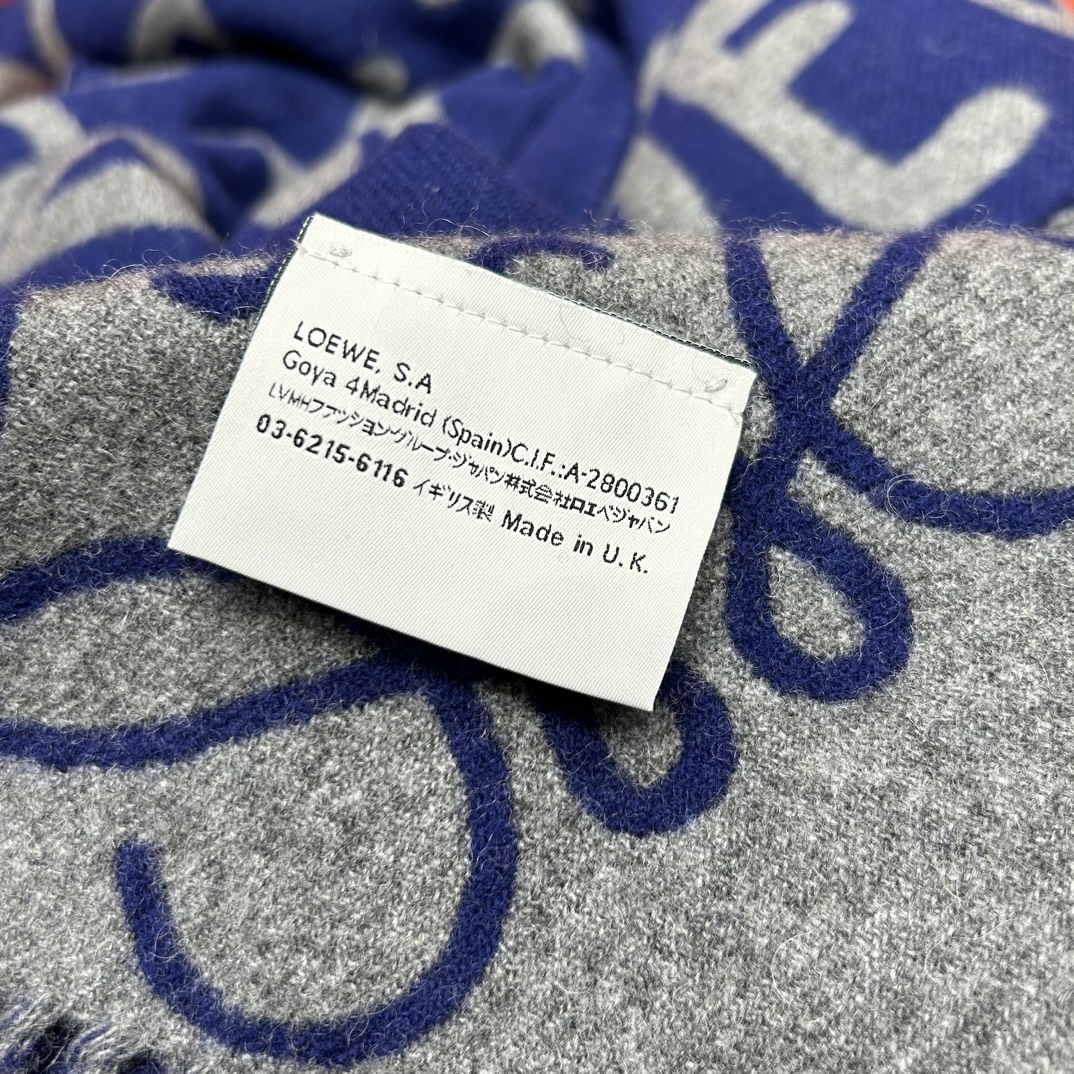 LOEWE, S.A
Goya 4Madrid (Spain)C.I.F.:A-2800361
LVMHファッション・グループ・ジャパン株式会社ロエベジャパン
03-6215-6116 イギリス製 Made in U.K.